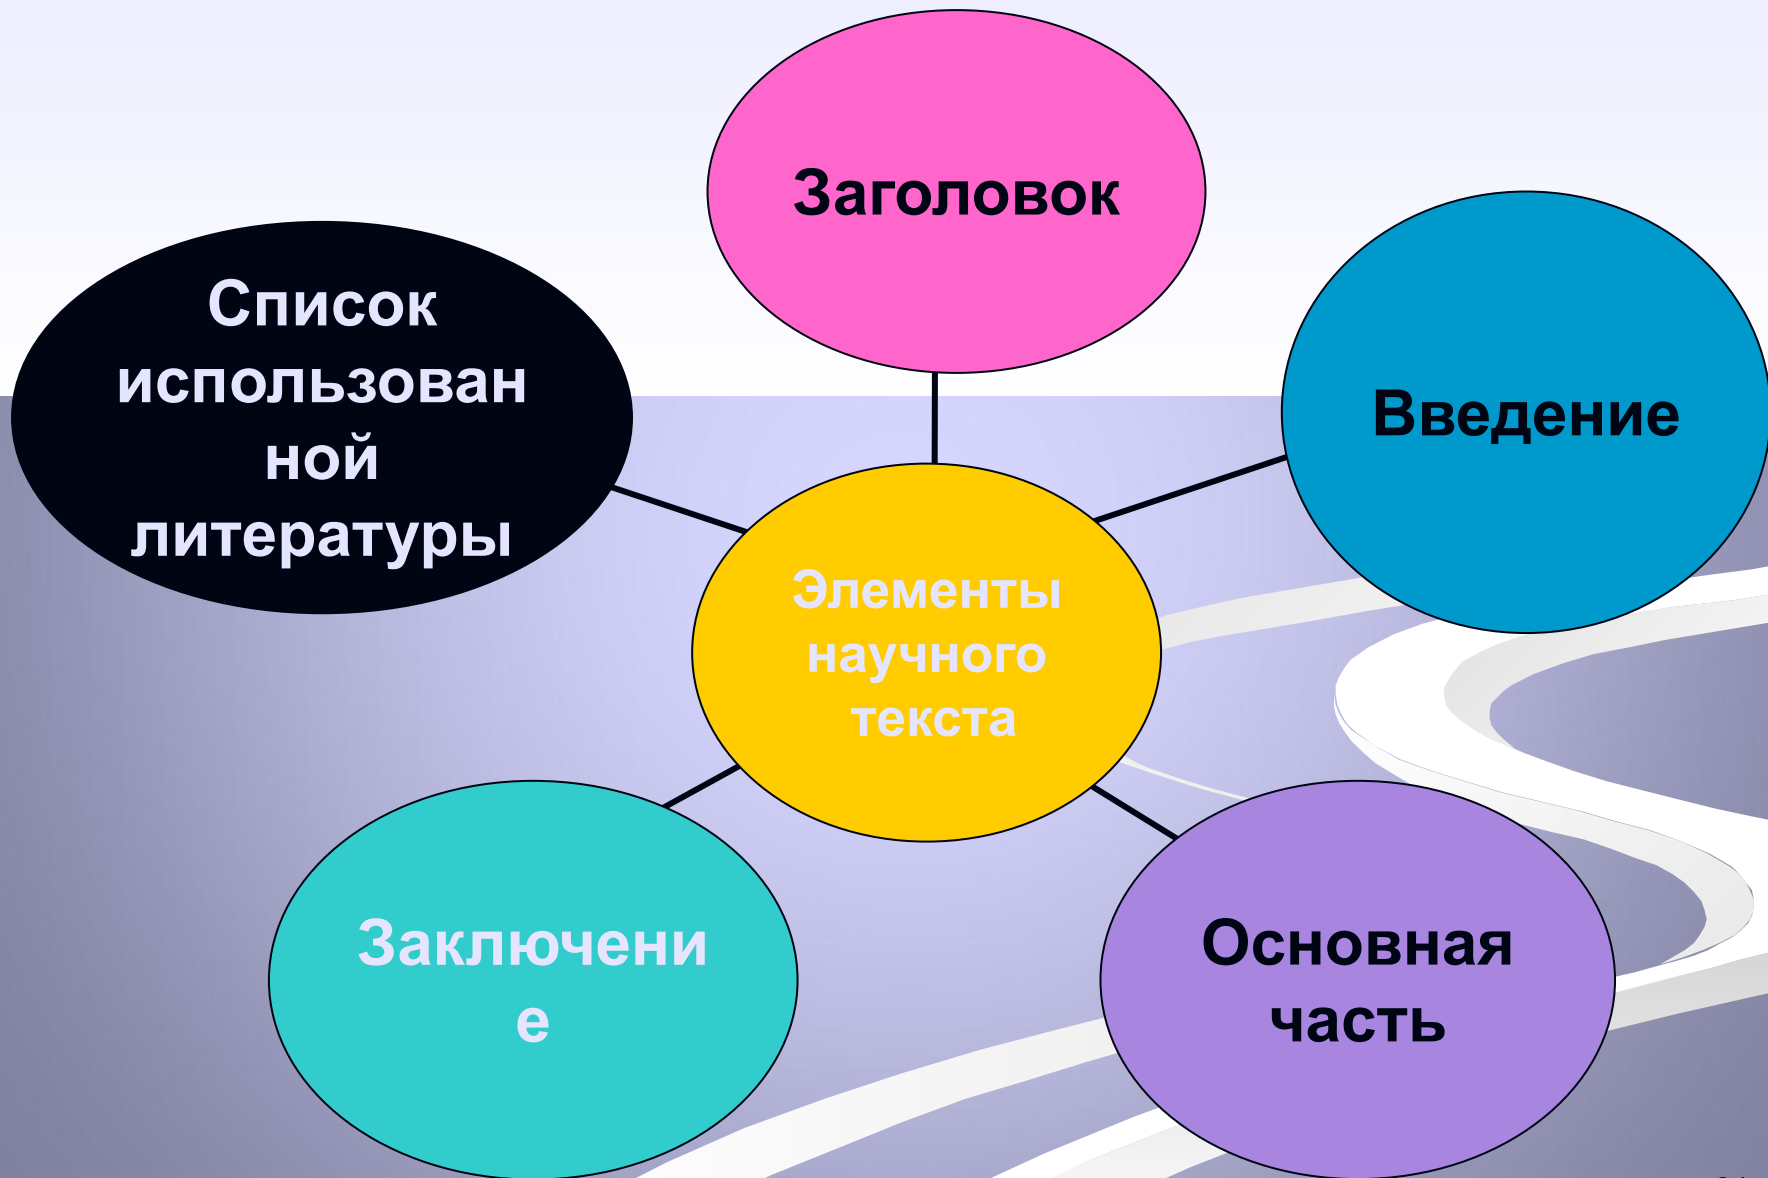 Заголовок
Введение
Список
использован
ной
литературы
Элементы
научного
текста
Заключени
е
Основная
часть